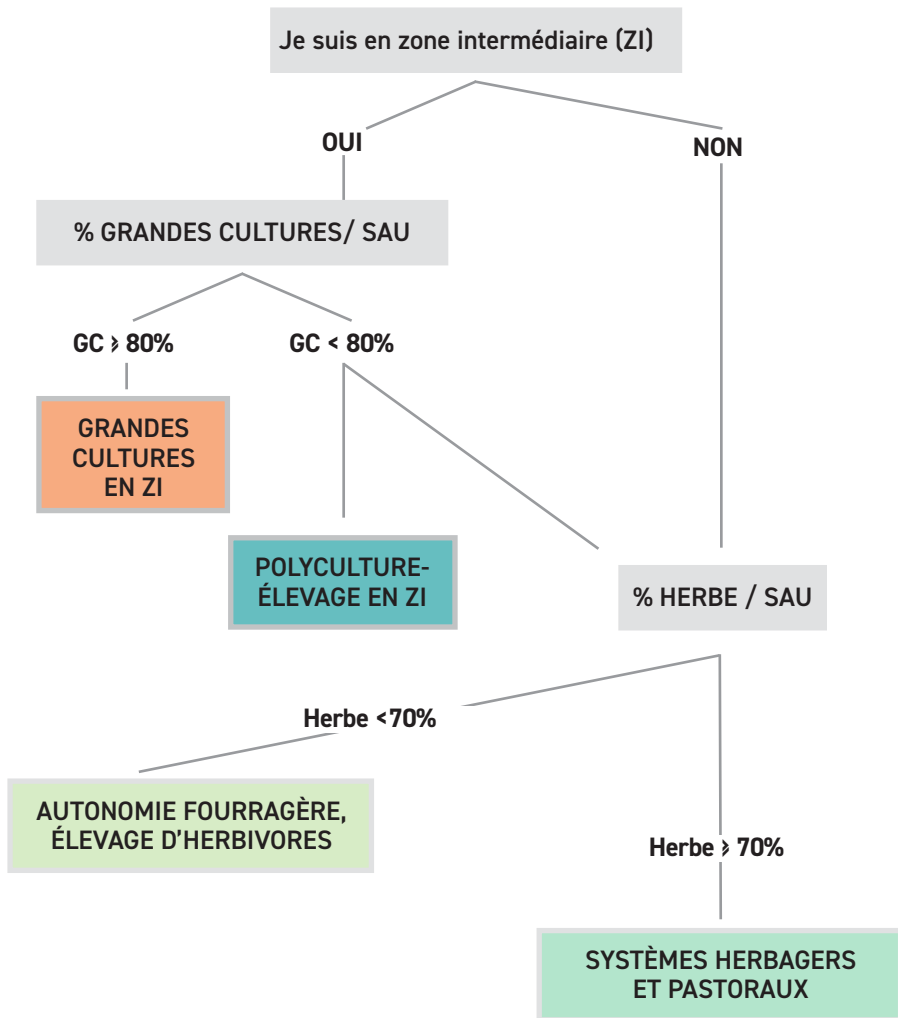 Je suis en zone intermédiaire (ZI)
OUI
NON
% GRANDES CULTURES/ SAU
GC ⩾ 80%
GC < 80%
GRANDES
CULTURES
EN ZI
POLYCULTURE-
ÉLEVAGE EN ZI
% HERBE / SAU
Herbe <70%
AUTONOMIE FOURRAGÈRE,
ÉLEVAGE D'HERBIVORES
Herbe ⩾ 70%
SYSTÈMES HERBAGERS
ET PASTORAUX